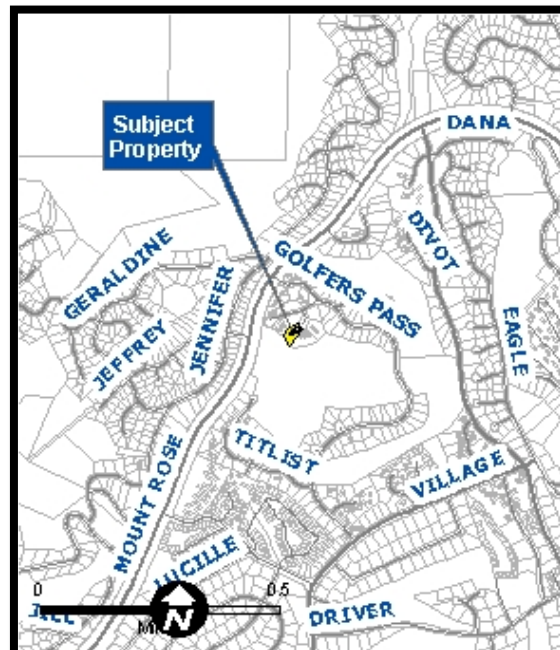 DANA
Subject
Property
DIVOT
GERALDINE
GOLFERS PASS
JENNIFER
JEFFREY
EAGLE
TITLIST
MOUNT ROSE
VILLAGE
LUCILLE
0
0.5
N
DRIVER